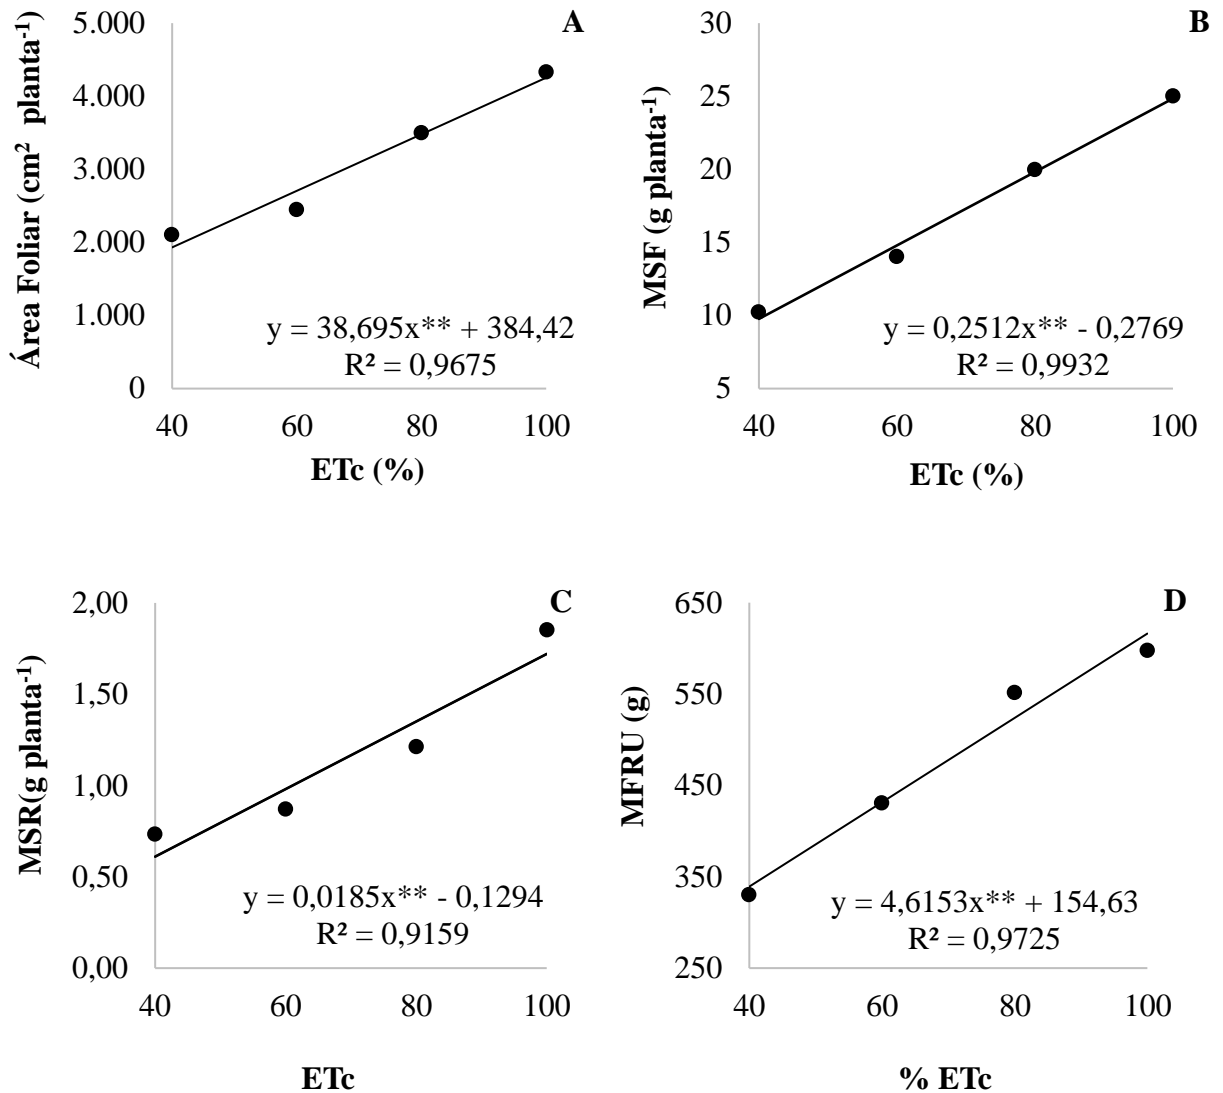 A
Área Foliar (cm² planta⁻¹)
5.000
4.000
3.000
2.000
1.000
0
y = 38,695x** + 384,42
R² = 0,9675
40 60 80 100
ETc (%)
B
MSF (g planta⁻¹)
30
25
20
15
10
5
y = 0,2512x** - 0,2769
R² = 0,9932
40 60 80 100
ETc (%)
C
MSR(g planta⁻¹)
2,00
1,50
1,00
0,50
0,00
y = 0,0185x** - 0,1294
R² = 0,9159
40 60 80 100
ETc
D
MFRU (g)
650
550
450
350
250
y = 4,6153x** + 154,63
R² = 0,9725
40 60 80 100
% ETc